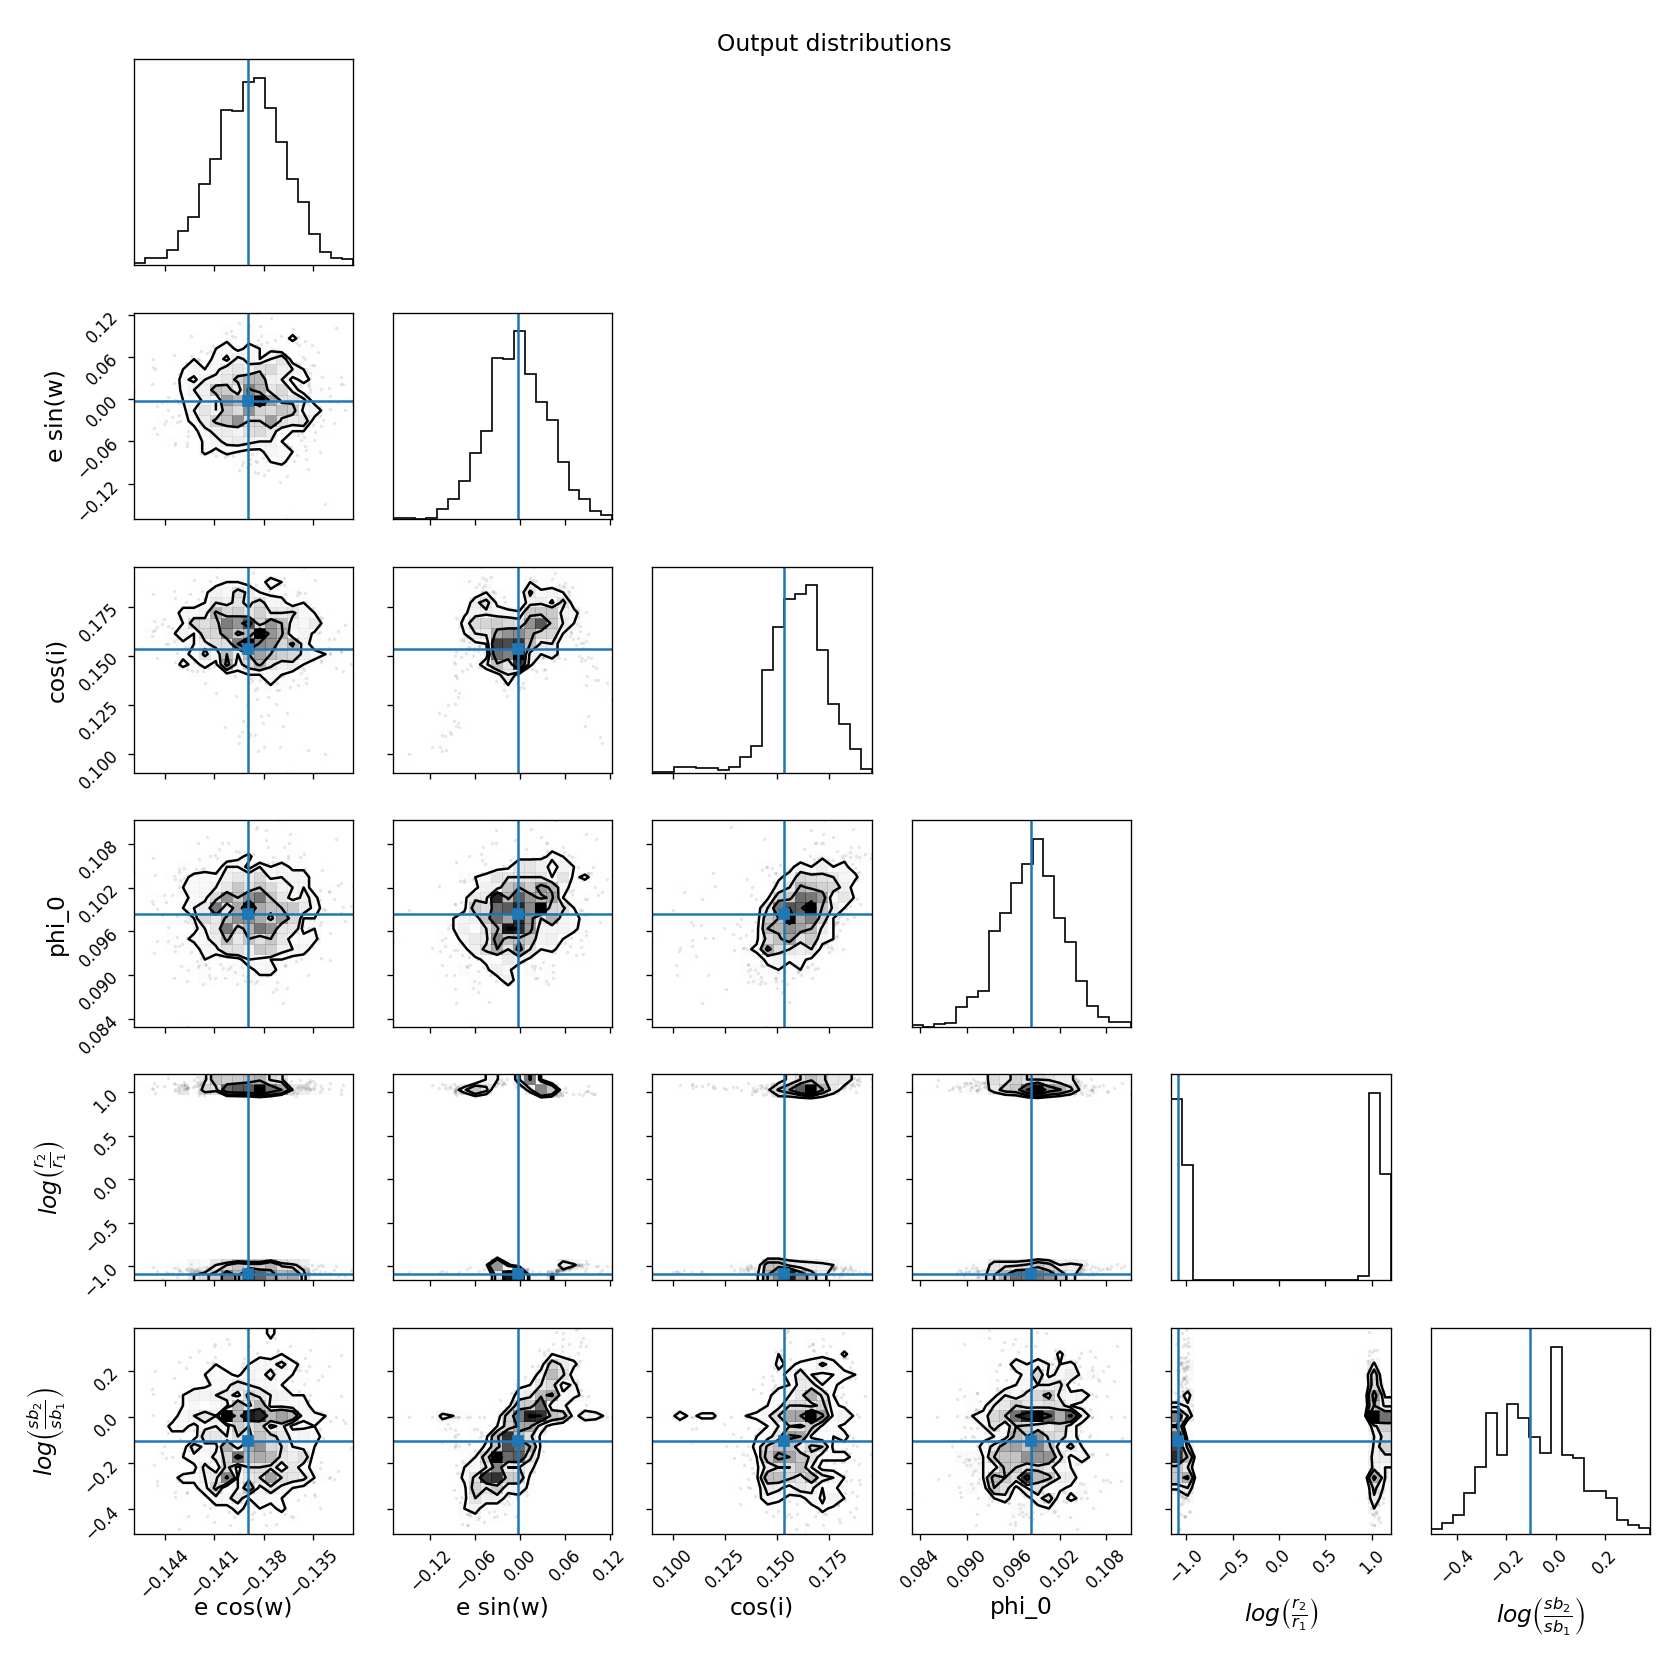 Output distributions
e sin(w)
0.12
0.06
0.00
−0.06
−0.12
cos(i)
0.175
0.150
0.125
0.100
phi_0
0.108
0.102
0.096
0.090
0.084
log(r2/r1)
1.0
0.5
0.0
−0.5
−1.0
log(sb2/sb1)
0.2
0.0
−0.2
−0.4
−0.144 −0.141 −0.138 −0.135
e cos(w)
−0.12 −0.06 0.00 0.06 0.12
e sin(w)
0.100 0.125 0.150 0.175
cos(i)
0.084 0.090 0.096 0.102 0.108
phi_0
−1.0 −0.5 0.0 0.5 1.0
log(r2/r1)
−0.4 −0.2 0.0 0.2
log(sb2/sb1)